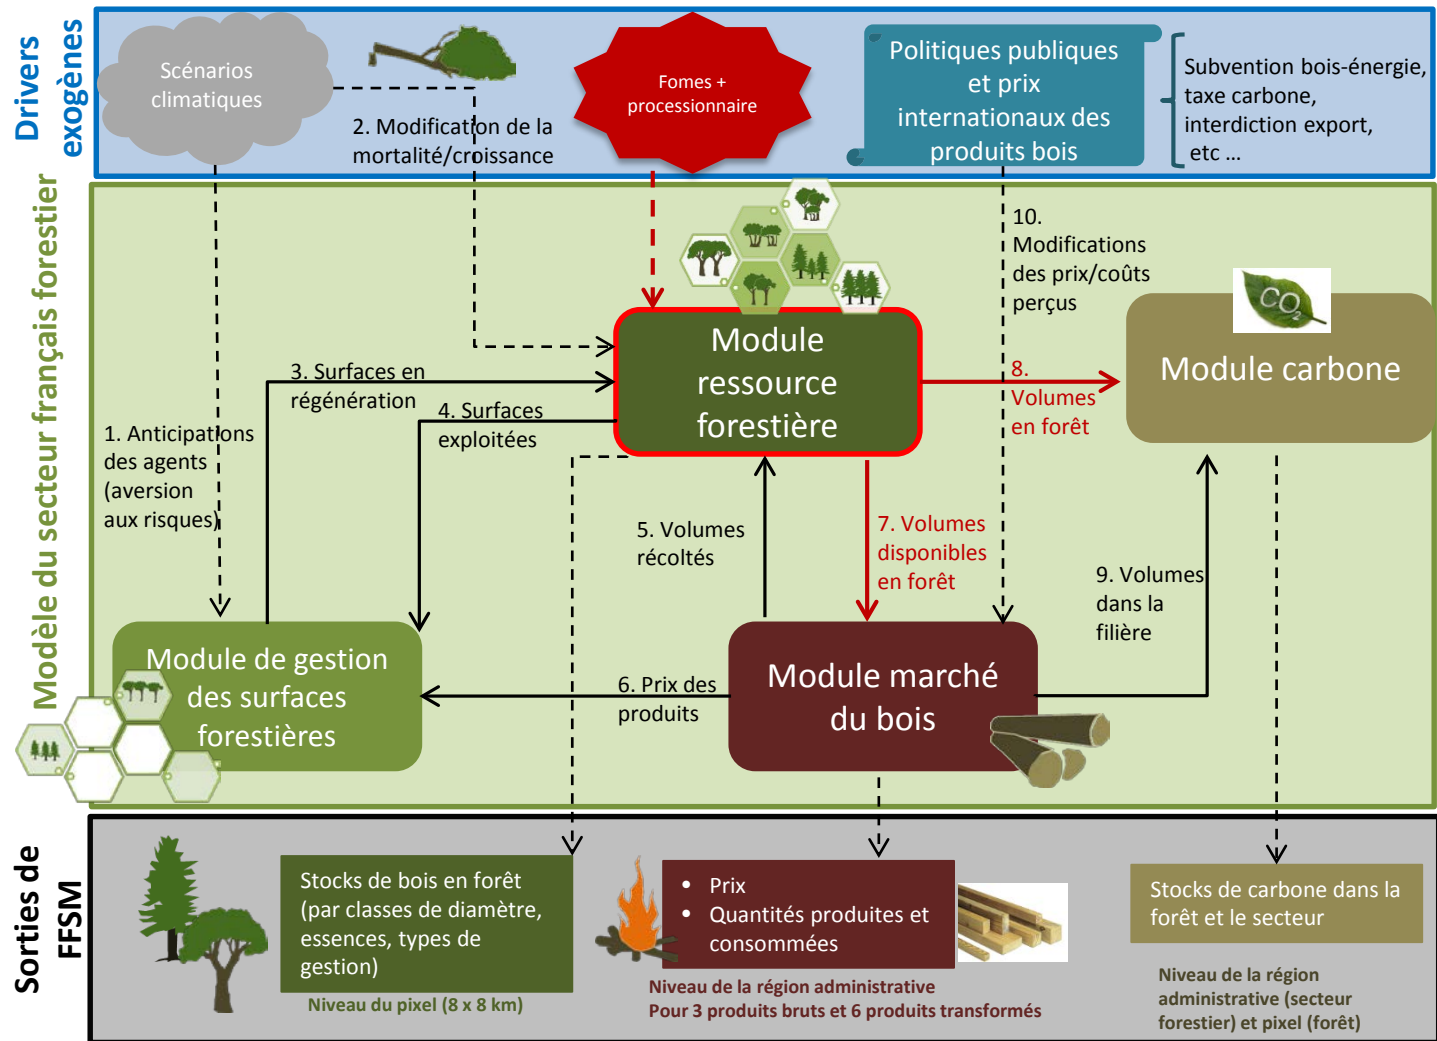 Drivers
exogènes
Scénarios
climatiques
2. Modification de la
mortalité/croissance
Fomes +
processionnaire
Politiques publiques
et prix
internationaux des
produits bois
Subvention bois-énergie,
taxe carbone,
interdiction export,
etc ...
Modèle du secteur français forestier
10.
Modifications
des prix/coûts
perçus
CO2
Module
ressource
forestière
Module carbone
3. Surfaces en
régénération
4. Surfaces
exploitées
8.
Volumes
en forêt
1. Anticipations
des agents
(aversion
aux risques)
5. Volumes
récoltés
7. Volumes
disponibles
en forêt
9. Volumes
dans la
filière
Module de gestion
des surfaces
forestières
6. Prix des
produits
Module marché
du bois
Sorties de
FFSM
Stocks de bois en forêt
(par classes de diamètre,
essences, types de
gestion)
Niveau du pixel (8 x 8 km)
• Prix
• Quantités produites et
consommées
Niveau de la région administrative
Pour 3 produits bruts et 6 produits transformés
Stocks de carbone dans la
forêt et le secteur
Niveau de la région
administrative (secteur
forestier) et pixel (forêt)